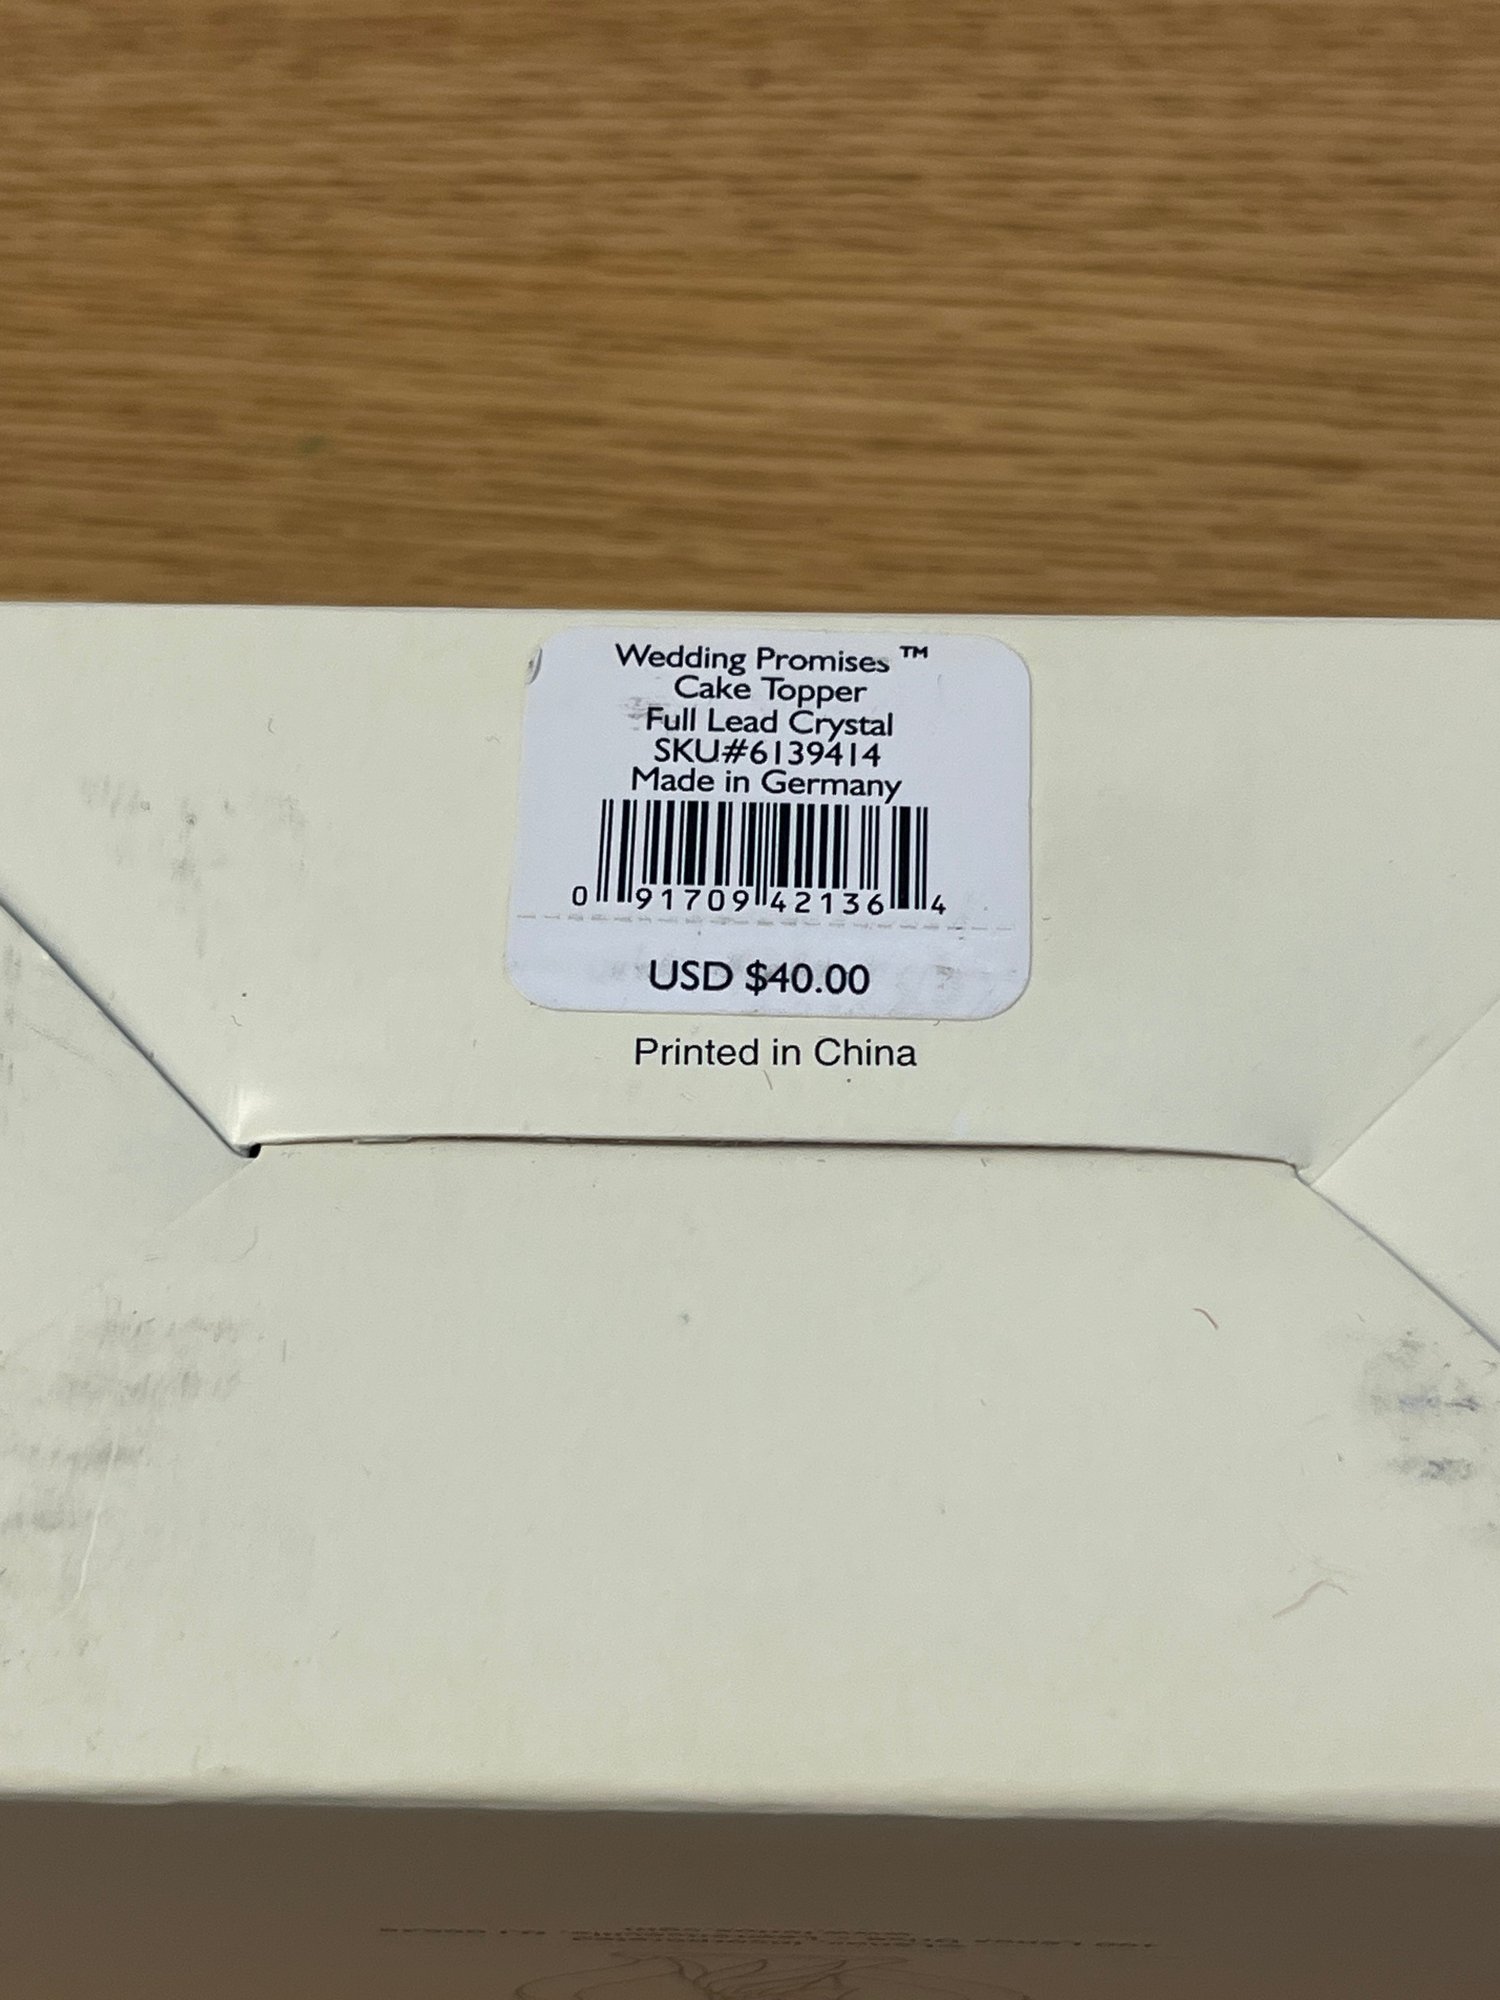 Wedding Promises ™
Cake Topper
Full Lead Crystal
SKU#6139414
Made in Germany
0 91709 42136 4
USD $40.00
Printed in China